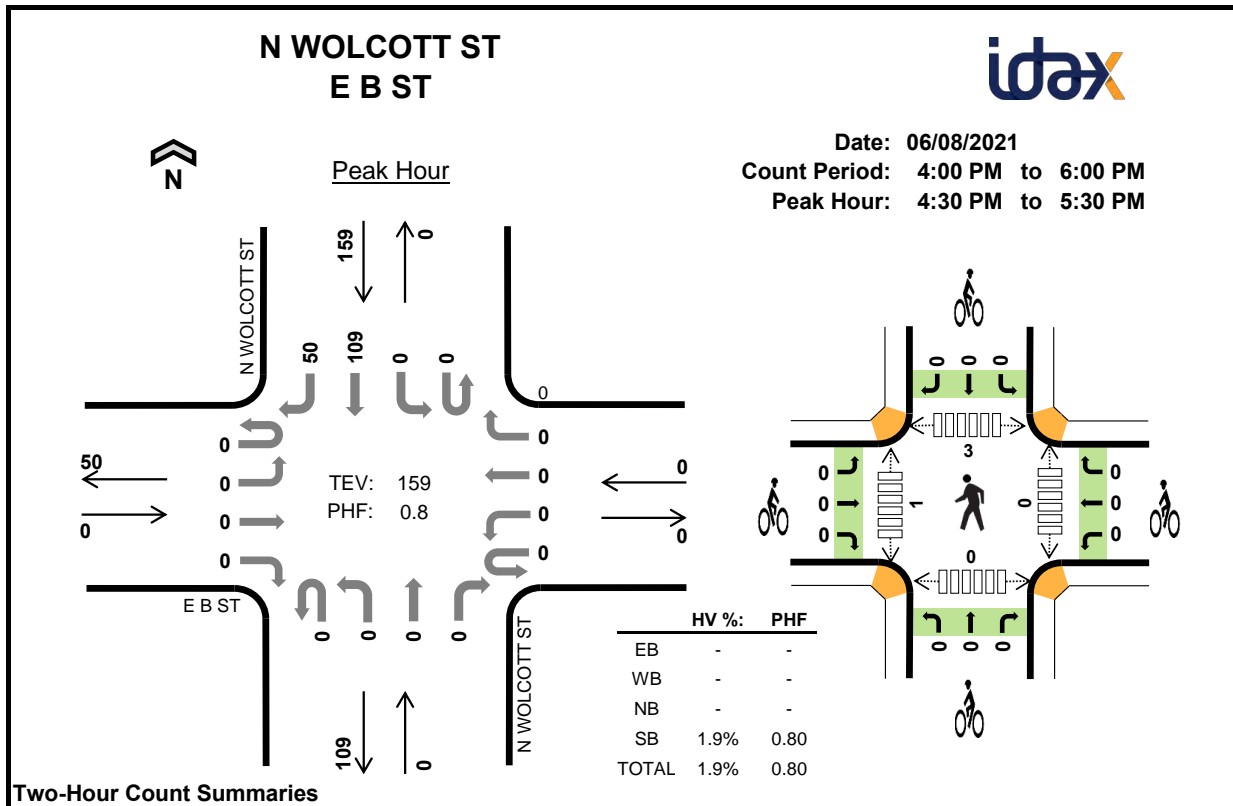 N WOLCOTT ST
E B ST
idax
Date: 06/08/2021
Count Period: 4:00 PM to 6:00 PM
Peak Hour: 4:30 PM to 5:30 PM
N
Peak Hour
159
0
N WOLCOTT ST
50
109
0
0
0
0
0
0
0
0
0
0
0
50
0
0
0
TEV: 159
PHF: 0.8
E B ST
0
0
0
0
N WOLCOTT ST
109
0
HV %: PHF
EB - -
WB - -
NB - -
SB 1.9% 0.80
TOTAL 1.9% 0.80
0 0 0
3
0
0
0
1
0
0
0
0
0
0 0 0
Two-Hour Count Summaries